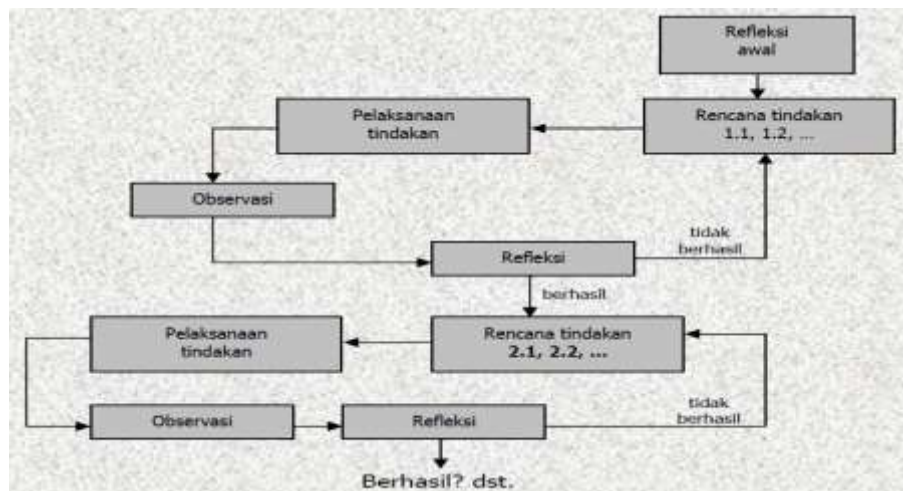 Refleksi
awal
Rencana tindakan
1.1, 1.2, ...
Pelaksanaan
tindakan
Observasi
Refleksi
tidak
berhasil
berhasil
Rencana tindakan
2.1, 2.2, ...
Pelaksanaan
tindakan
Observasi
Refleksi
tidak
berhasil
Berhasil? dst.